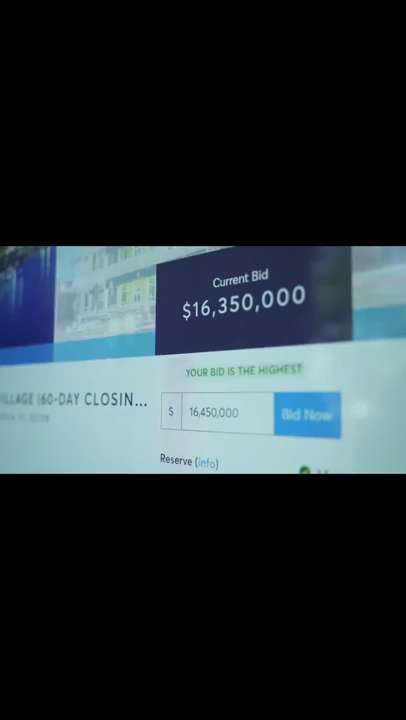 Current Bid
$16,350,000
YOUR BID IS THE HIGHEST
VILLAGE (60-DAY CLOSIN...
$ 16,450,000 Bid Now
Reserve (info)